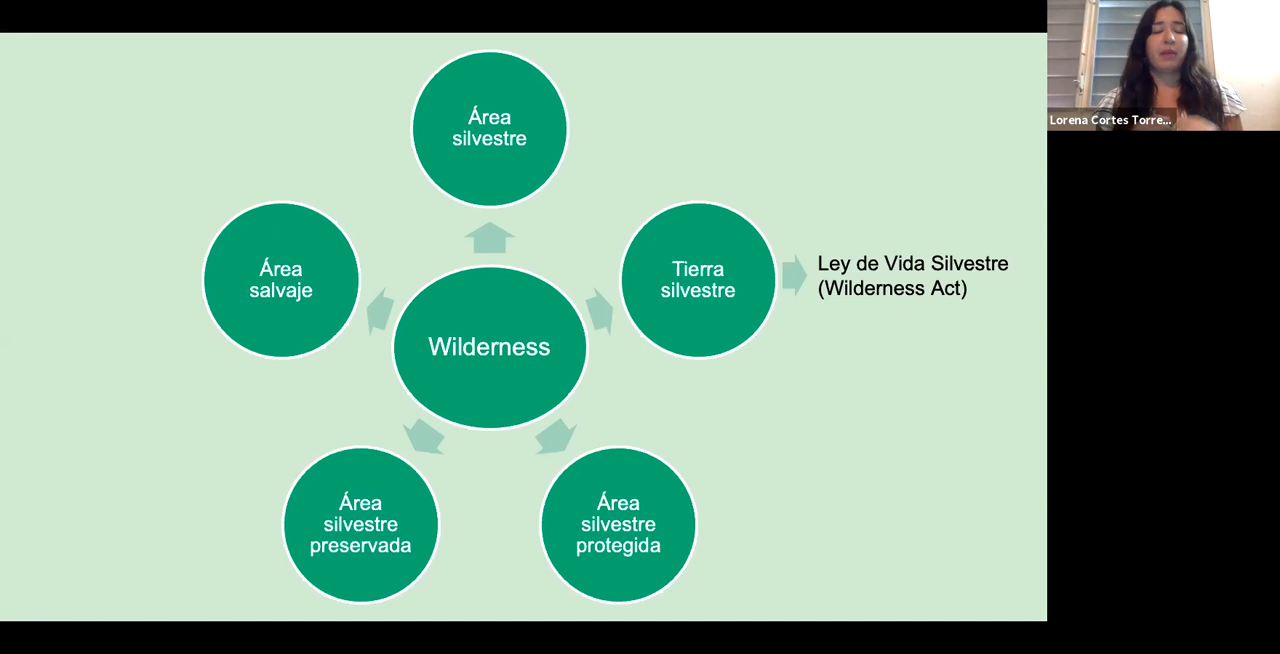 Área
silvestre
Área
salvaje
Wilderness
Tierra
silvestre
Ley de Vida Silvestre
(Wilderness Act)
Área
silvestre
preservada
Área
silvestre
protegida
Lorena Cortes Torre...